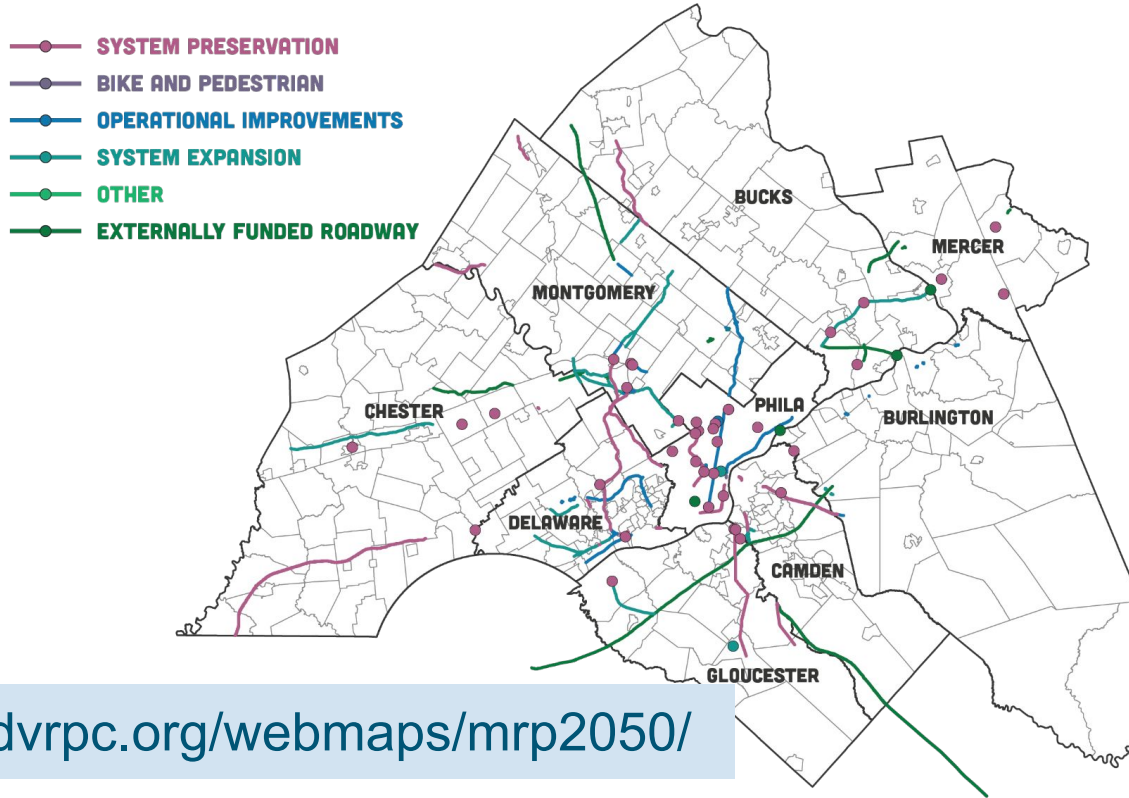 SYSTEM PRESERVATION
BIKE AND PEDESTRIAN
OPERATIONAL IMPROVEMENTS
SYSTEM EXPANSION
OTHER
EXTERNALLY FUNDED ROADWAY
BUCKS
MERCER
MONTGOMERY
CHESTER
PHILA
BURLINGTON
DELAWARE
CAMDEN
GLOUCESTER
dvrpc.org/webmaps/mrp2050/